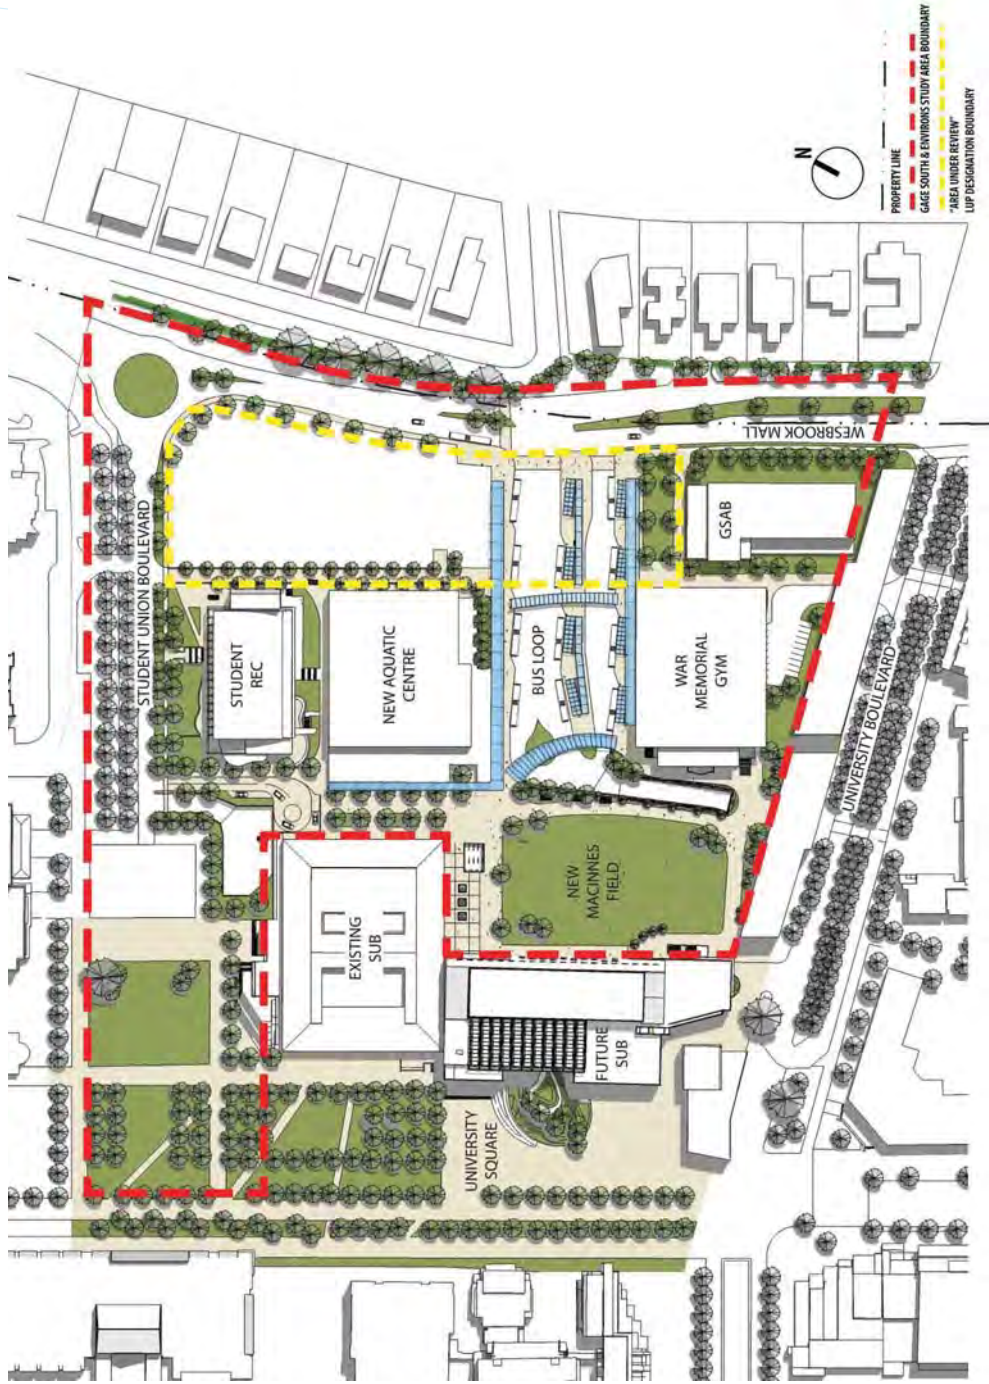 N
PROPERTY LINE
GAGE SOUTH & ENVIRONS STUDY AREA BOUNDARY
"AREA UNDER REVIEW"
LUP DESIGNATION BOUNDARY
STUDENT UNION BOULEVARD
WESBROOK MALL
GSAB
STUDENT
REC
NEW AQUATIC
CENTRE
BUS LOOP
WAR
MEMORIAL
GYM
UNIVERSITY BOULEVARD
NEW
MACINNES
FIELD
EXISTING
SUB
FUTURE
SUB
UNIVERSITY
SQUARE